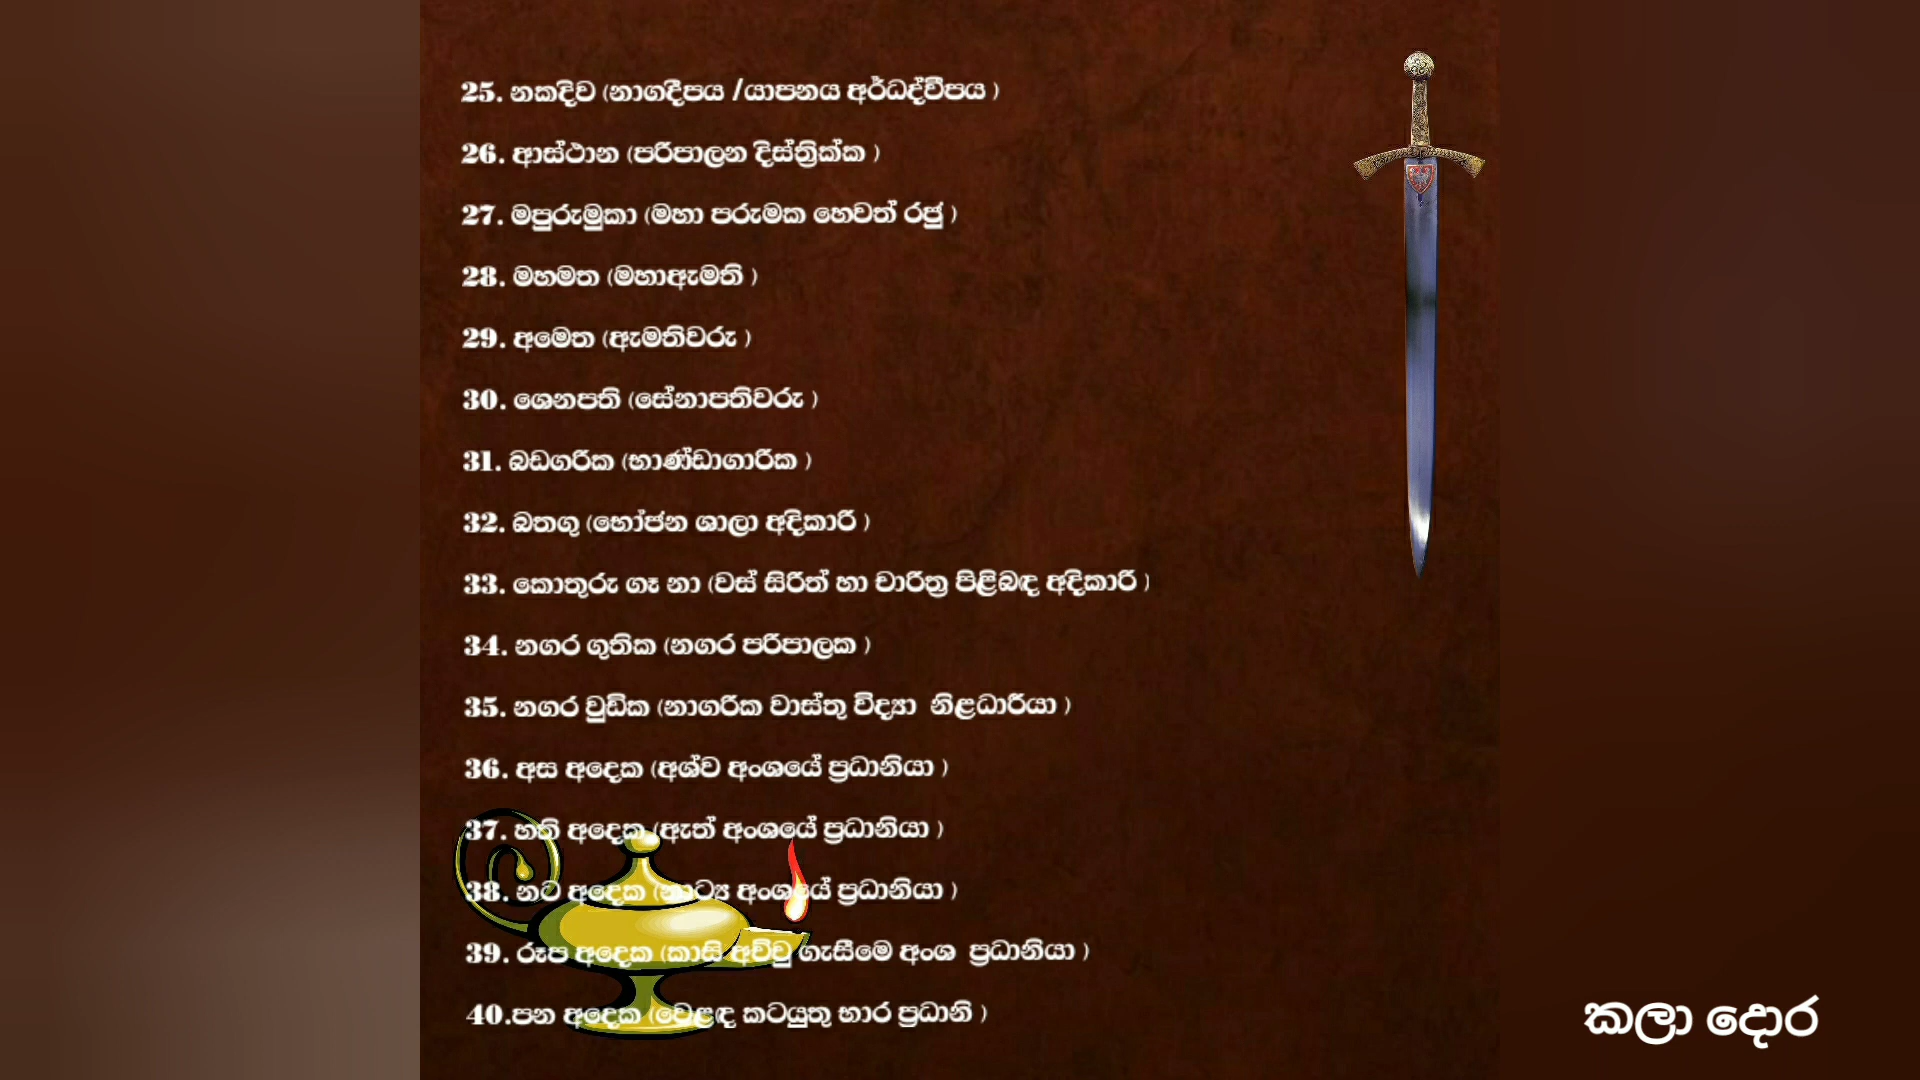 25. නකදිව (නාගදීපය /යාපනය අර්ධද්වීපය )
26. ආස්ථාන (පරිපාලන දිස්ත්‍රික්ක )
27. මපුරුමුකා (මහා පරුමක හෙවත් රජු )
28. මහමත (මහාඇමති )
29. අමෙත (ඇමතිවරු )
30. ශෙනපති (සේනාපතිවරු )
31. බඩගරික (භාණ්ඩාගාරික )
32. බතගු (භෝජන ශාලා අදිකාරී )
33. කොතුරු ගෑ නා (වස් සිරිත් හා චාරිත්‍ර පිළිබඳ අදිකාරී )
34. නගර ගුතික (නගර පරිපාලක )
35. නගර වුඩික (නාගරික වාස්තු විද්‍යා නිළධාරීයා )
36. අස අදෙක (අශ්ව අංශයේ ප්‍රධානියා )
37. හති අදෙක (ඇත් අංශයේ ප්‍රධානියා )
38. නට අදෙක (නාට්‍ය අංශයේ ප්‍රධානියා )
39. රූප අදෙක (කාසි අච්චු ගැසීමෙ අංශ ප්‍රධානියා )
40.පන අදෙක (වෙළඳ කටයුතු භාර ප්‍රධානි )
කලා දොර